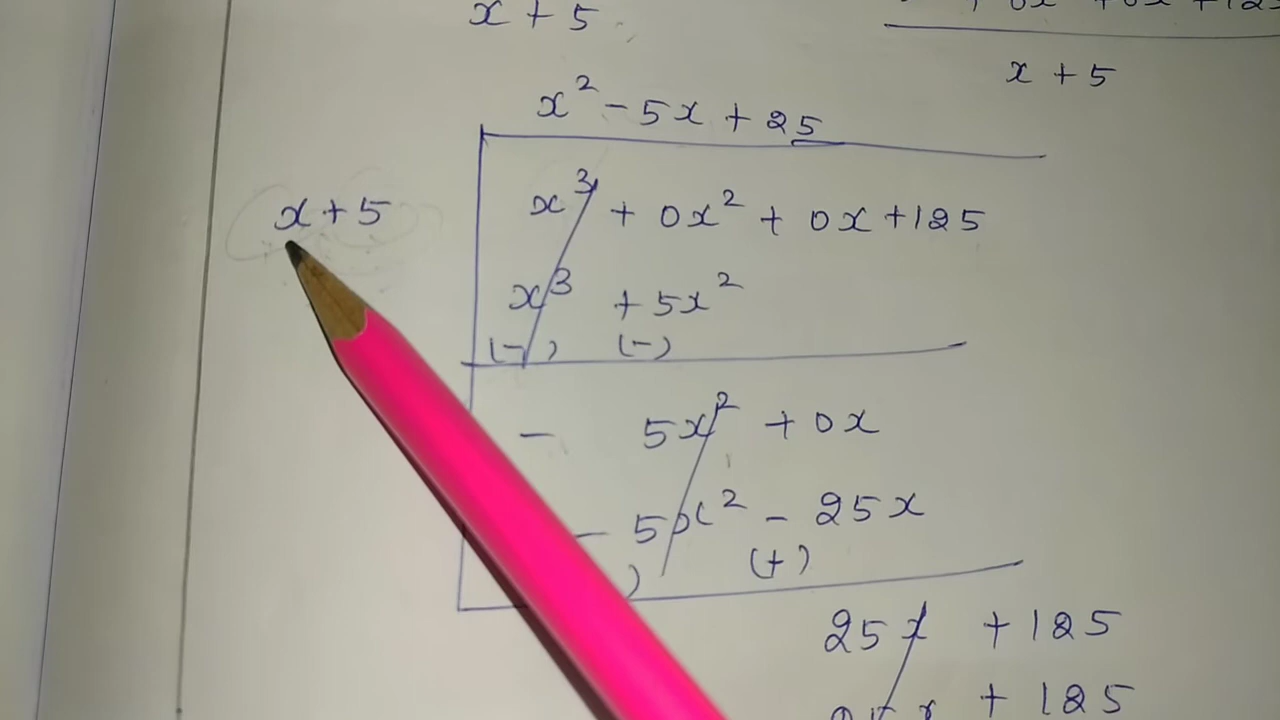 x + 5
x + 5
x² - 5x + 25
x + 5
x³ + 0x² + 0x + 125
x³ + 5x²
(-) (-)
- 5x² + 0x
- 5x² - 25x
(+)
25x + 125
+ 125